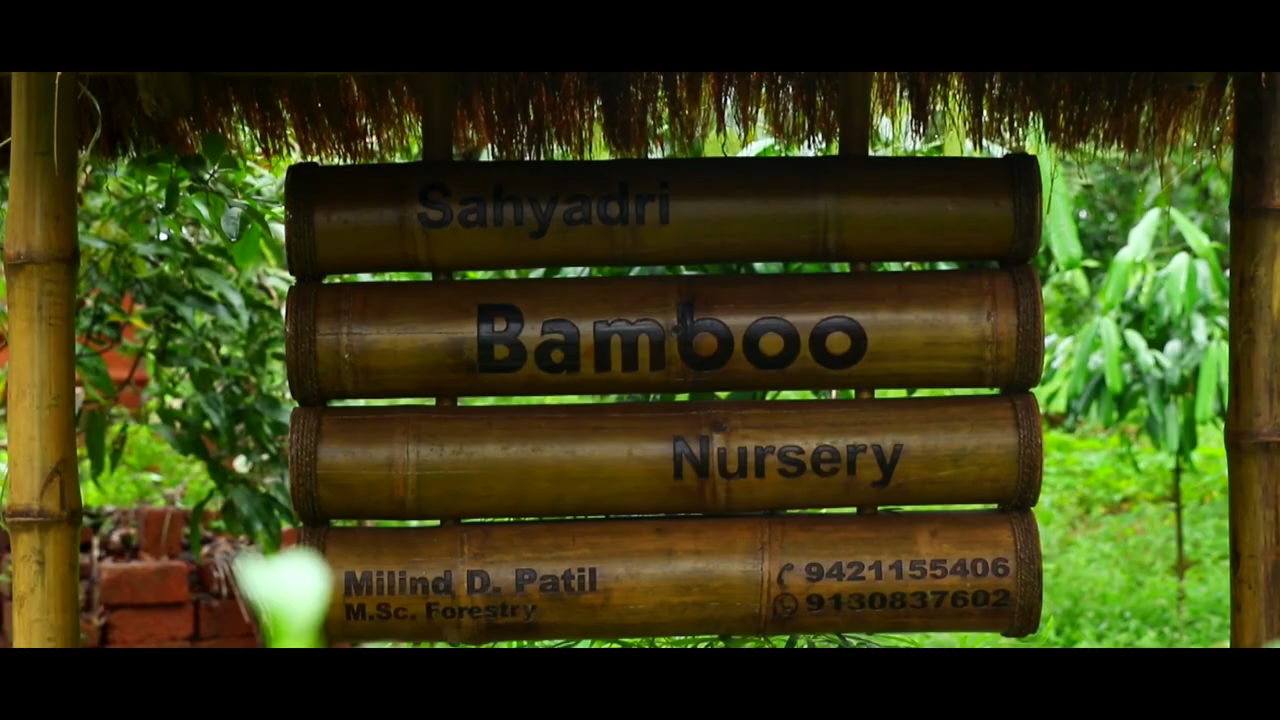 Sahyadri
Bamboo
Nursery
Milind D. Patil
M.Sc. Forestry
9421155406
9130837602